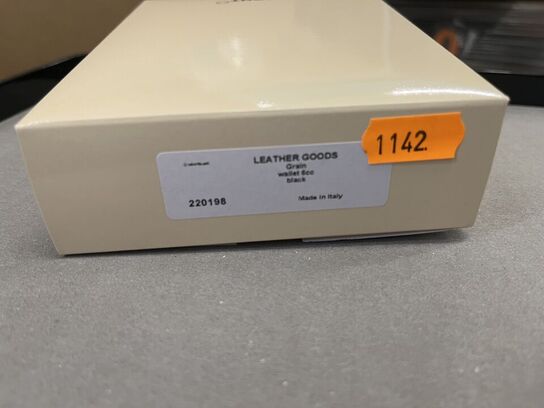 LEATHER GOODS
Grain
wallet 6cc
black
220198
Made in Italy
1142.